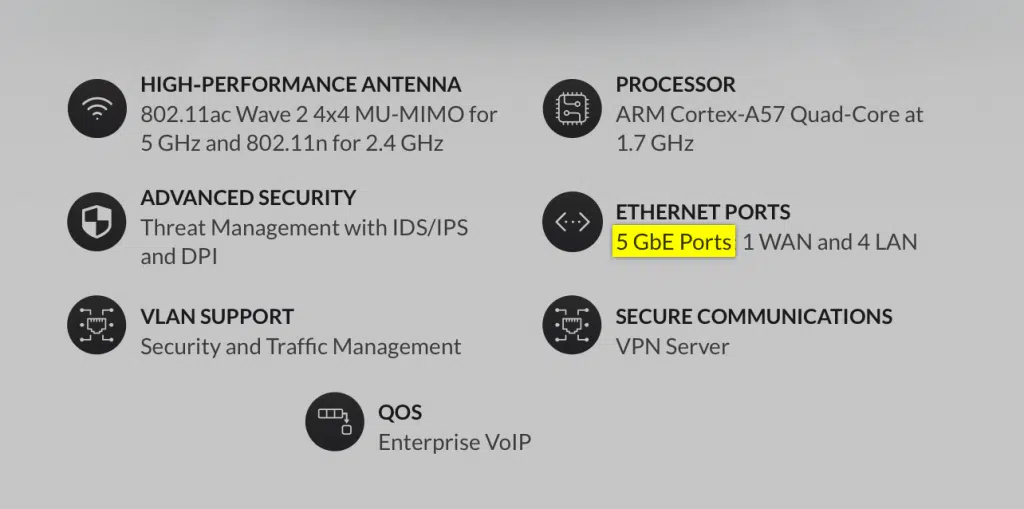 HIGH-PERFORMANCE ANTENNA
802.11ac Wave 2 4x4 MU-MIMO for
5 GHz and 802.11n for 2.4 GHz
PROCESSOR
ARM Cortex-A57 Quad-Core at
1.7 GHz
ADVANCED SECURITY
Threat Management with IDS/IPS
and DPI
ETHERNET PORTS
5 GbE Ports: 1 WAN and 4 LAN
VLAN SUPPORT
Security and Traffic Management
SECURE COMMUNICATIONS
VPN Server
QOS
Enterprise VoIP